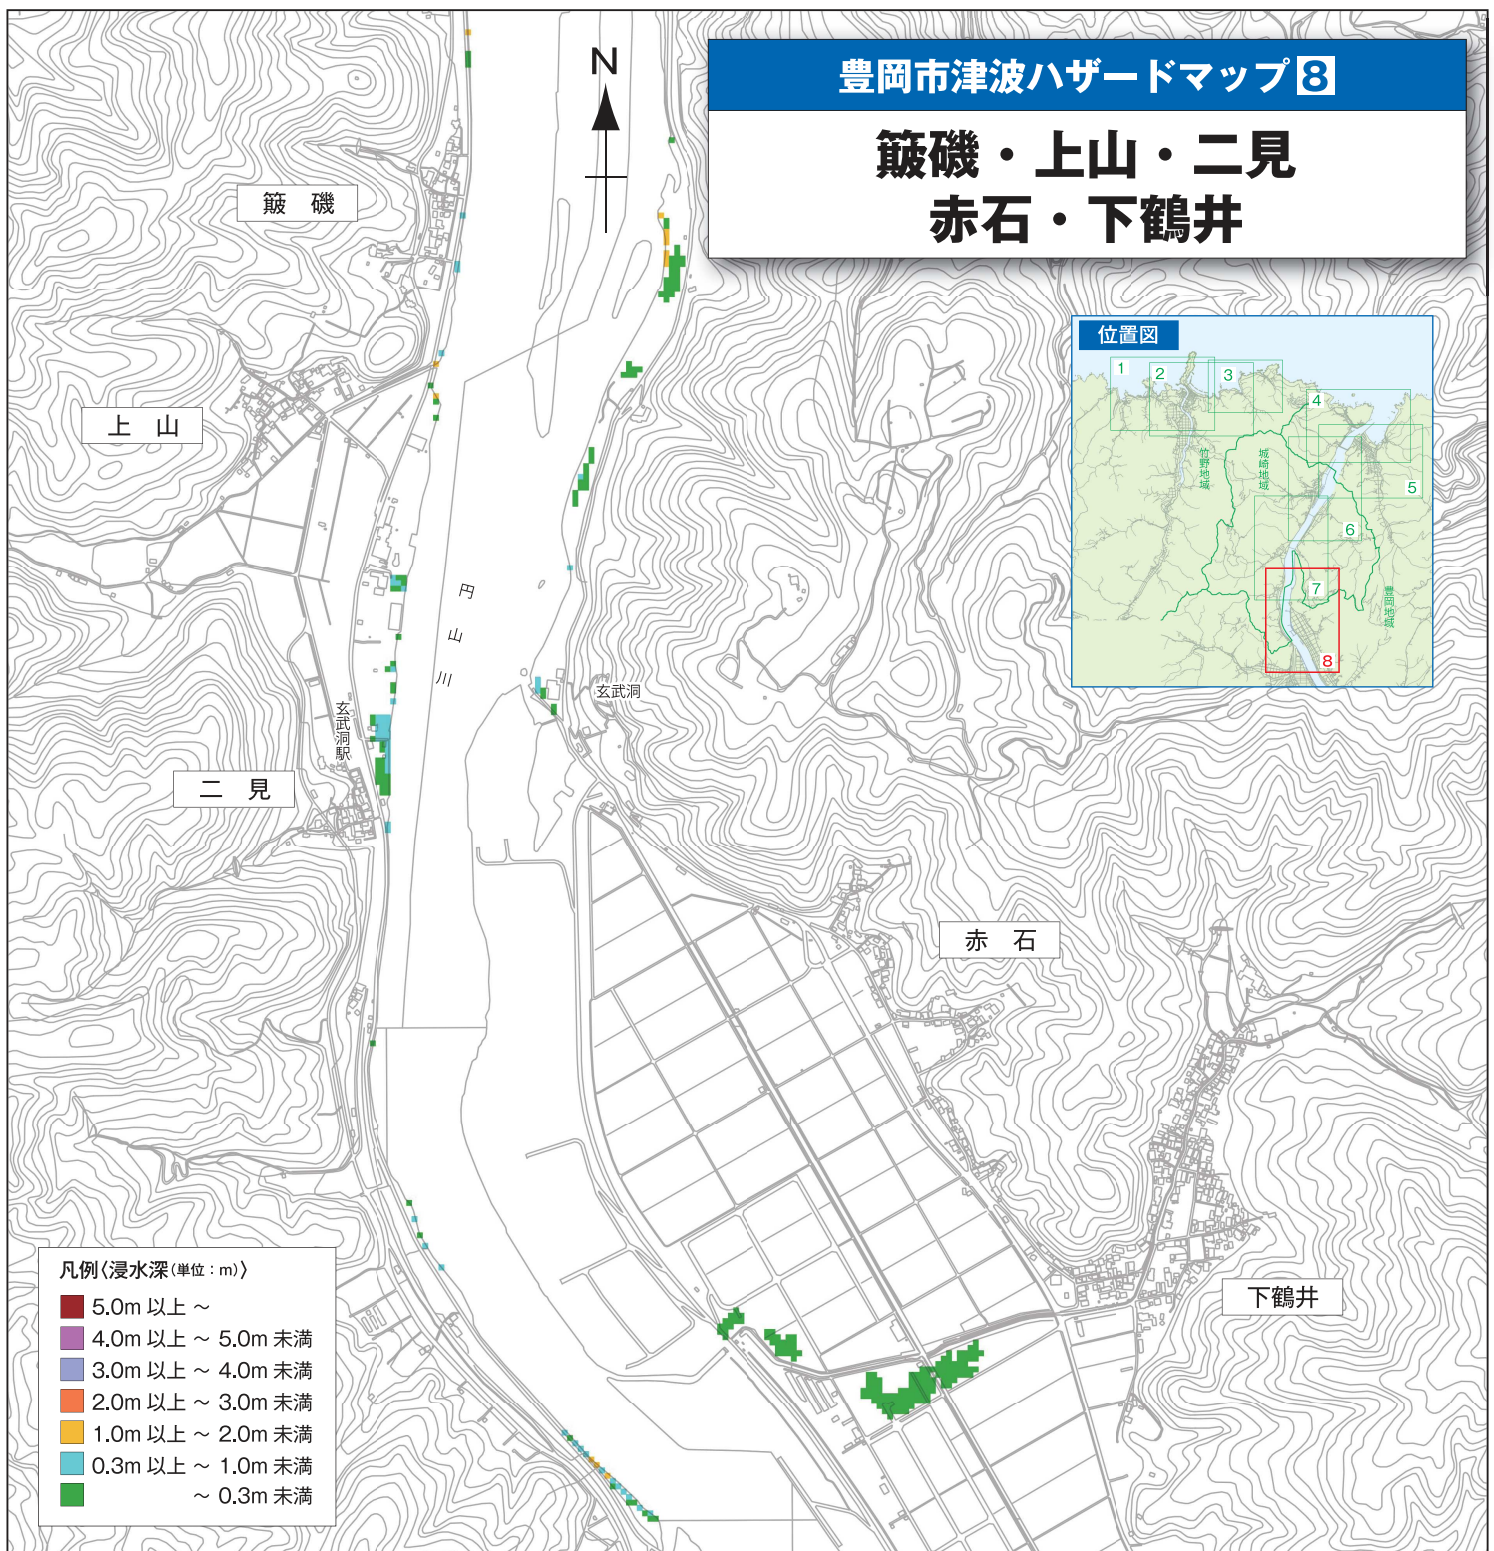 豊岡市津波ハザードマップ8
簸磯・上山・二見
赤石・下鶴井
N
簸 磯
上 山
二 見
赤 石
下鶴井
円山川
玄武洞
玄武洞駅
位置図
1
2
3
4
5
6
7
8
竹野地域
城崎地域
豊岡地域
凡例〈浸水深(単位:m)〉
5.0m 以上 ~
4.0m 以上 ~ 5.0m 未満
3.0m 以上 ~ 4.0m 未満
2.0m 以上 ~ 3.0m 未満
1.0m 以上 ~ 2.0m 未満
0.3m 以上 ~ 1.0m 未満
~ 0.3m 未満